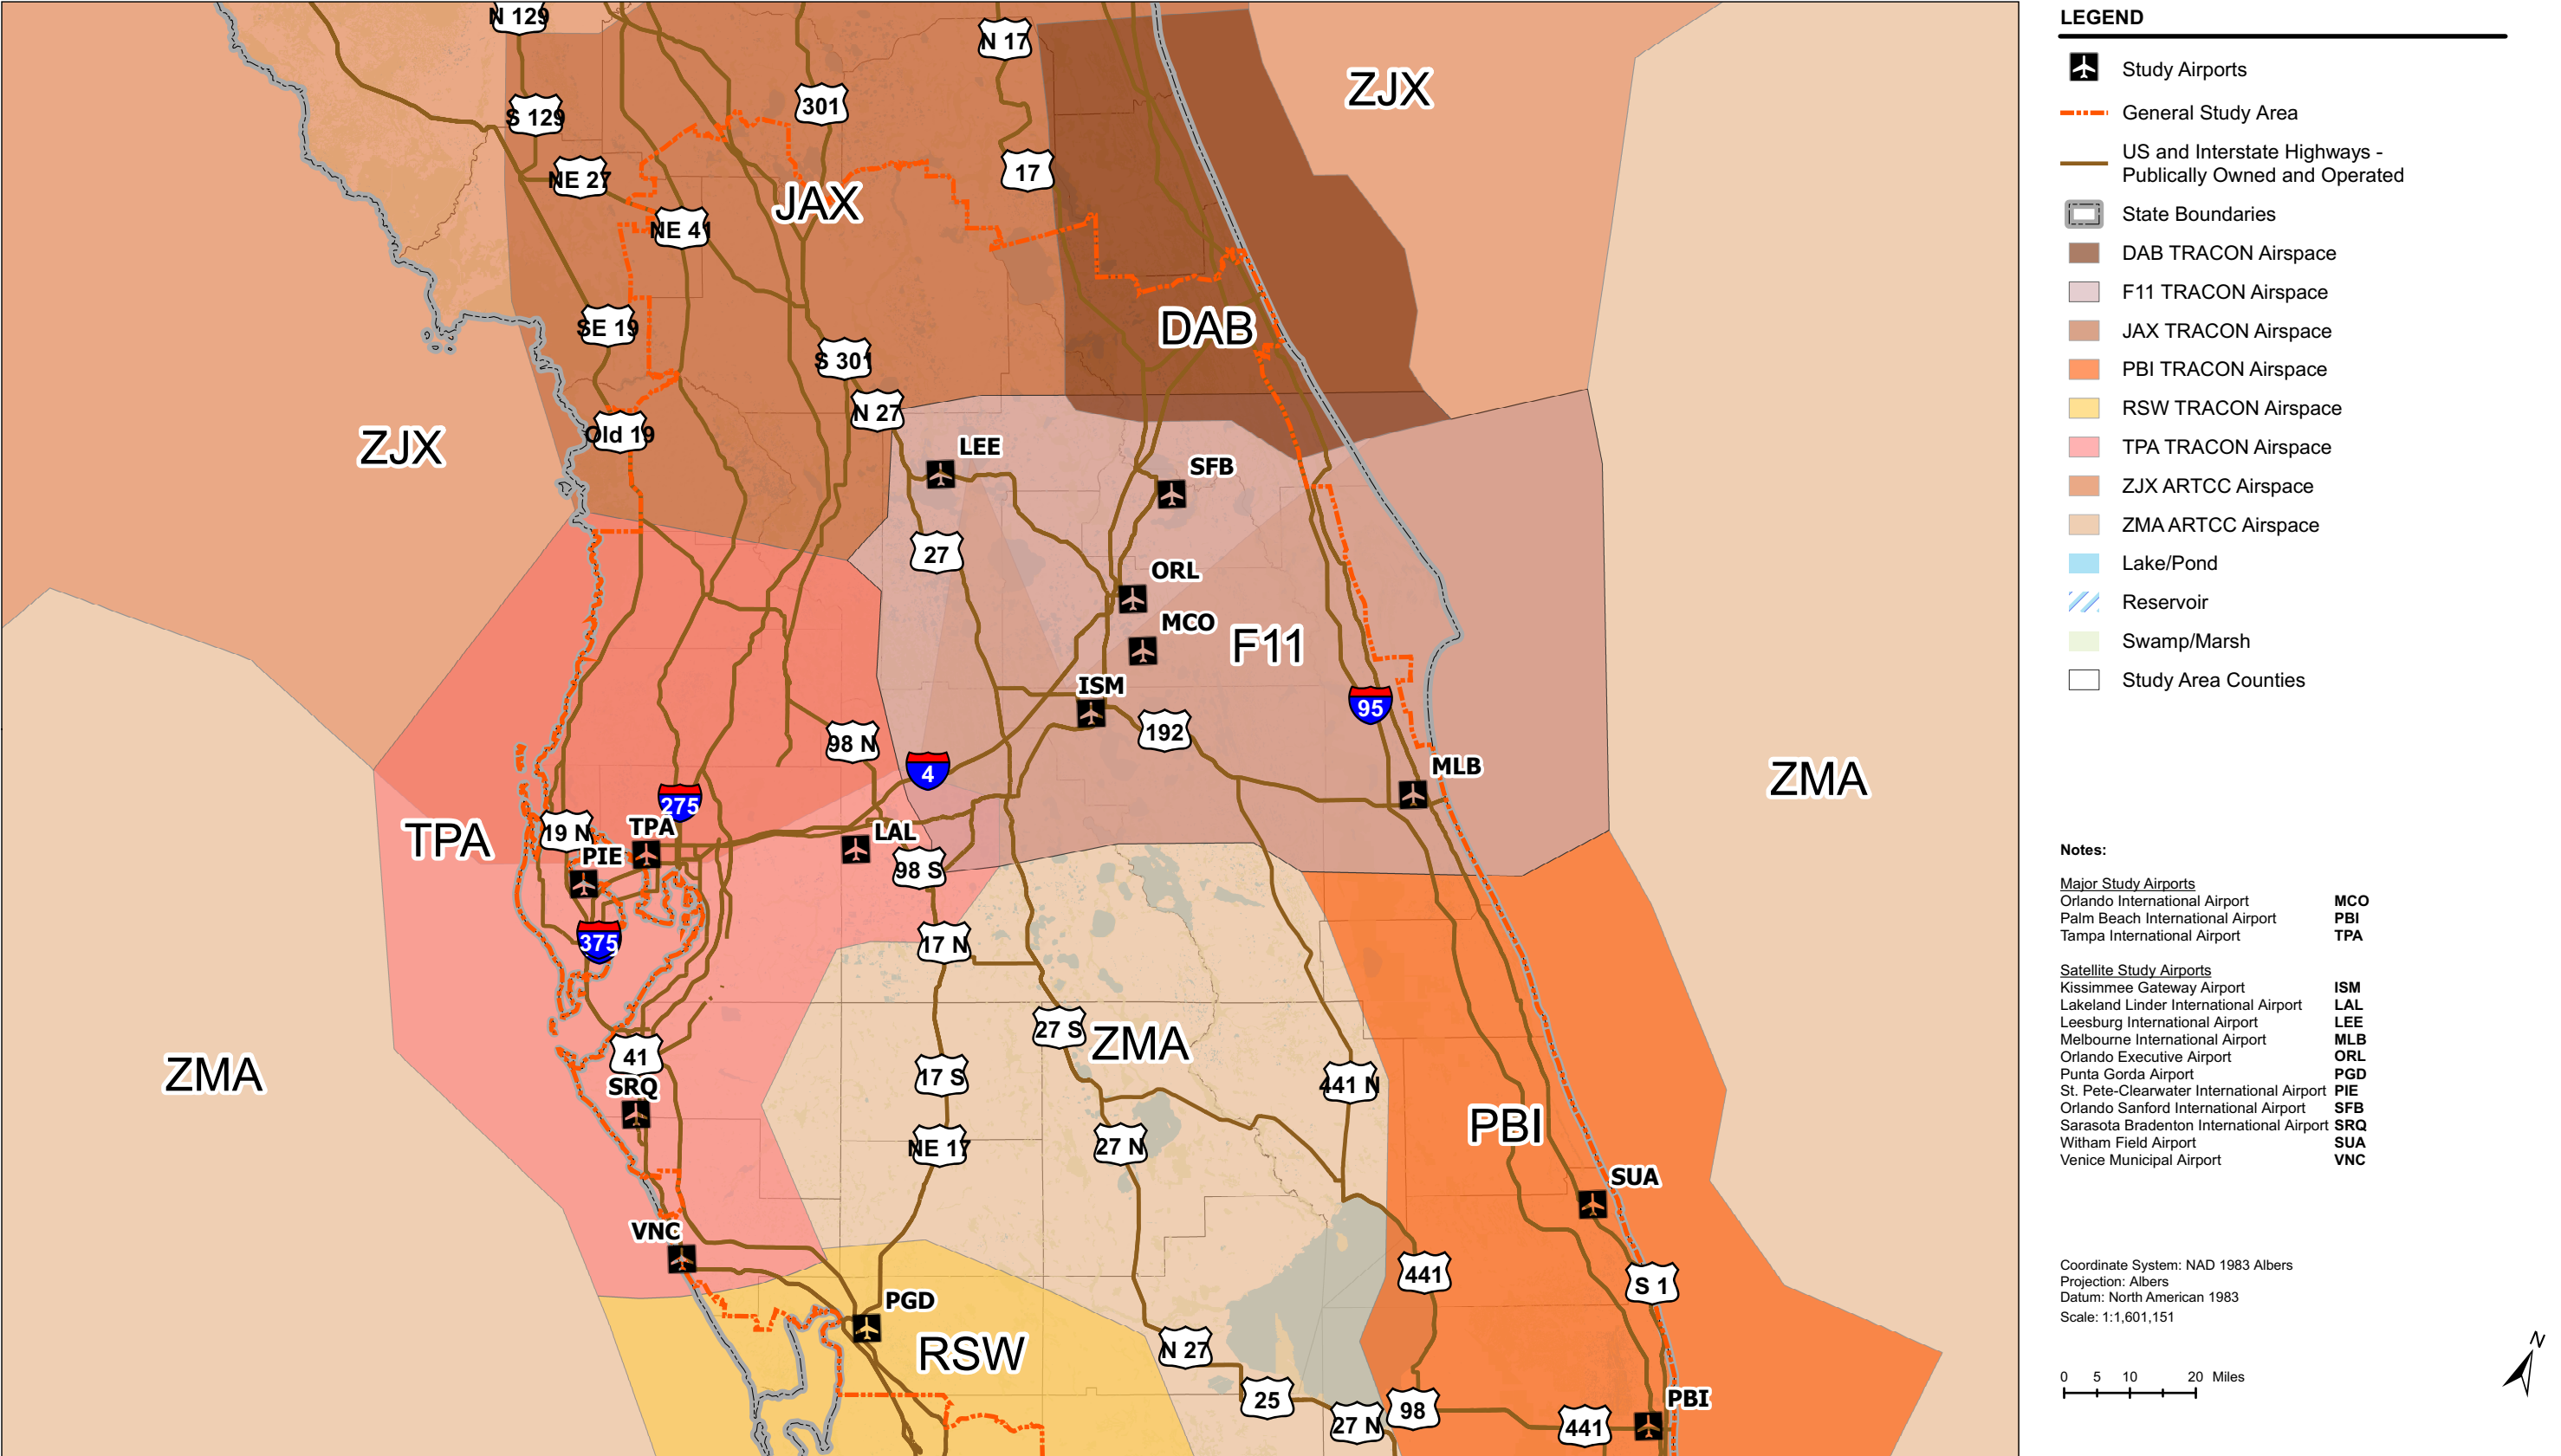 N 129
N 17
ZJX
S 129
301
17
NE 27
JAX
NE 41
SE 19
DAB
S 301
N 27
Old 19
ZJX
LEE
SFB
27
ORL
MCO
F11
ISM
95
192
98 N
4
MLB
ZMA
275
19 N
TPA
TPA
LAL
PIE
98 S
375
17 N
27 S
ZMA
41
ZMA
17 S
441 N
SRQ
NE 17
27 N
PBI
SUA
VNC
441
S 1
PGD
RSW
N 27
25
98
PBI
27 N
441
LEGEND
Study Airports
General Study Area
US and Interstate Highways -
Publically Owned and Operated
State Boundaries
DAB TRACON Airspace
F11 TRACON Airspace
JAX TRACON Airspace
PBI TRACON Airspace
RSW TRACON Airspace
TPA TRACON Airspace
ZJX ARTCC Airspace
ZMA ARTCC Airspace
Lake/Pond
Reservoir
Swamp/Marsh
Study Area Counties
Notes:
Major Study Airports
Orlando International Airport MCO
Palm Beach International Airport PBI
Tampa International Airport TPA
Satellite Study Airports
Kissimmee Gateway Airport ISM
Lakeland Linder International Airport LAL
Leesburg International Airport LEE
Melbourne International Airport MLB
Orlando Executive Airport ORL
Punta Gorda Airport PGD
St. Pete-Clearwater International Airport PIE
Orlando Sanford International Airport SFB
Sarasota Bradenton International Airport SRQ
Witham Field Airport SUA
Venice Municipal Airport VNC
Coordinate System: NAD 1983 Albers
Projection: Albers
Datum: North American 1983
Scale: 1:1,601,151
N
0 5 10 20 Miles